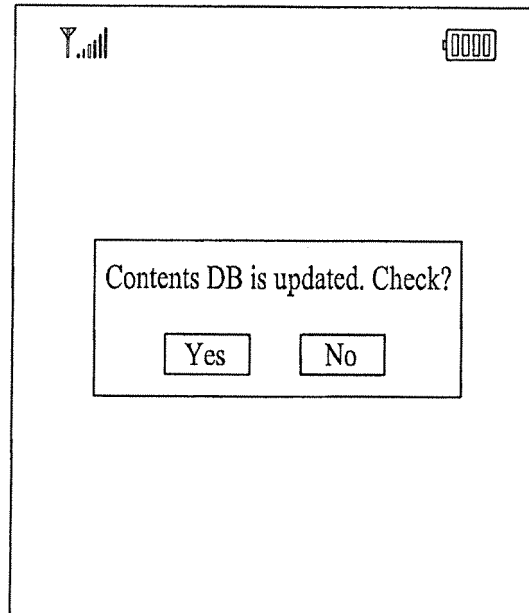 Contents DB is updated. Check?
Yes No